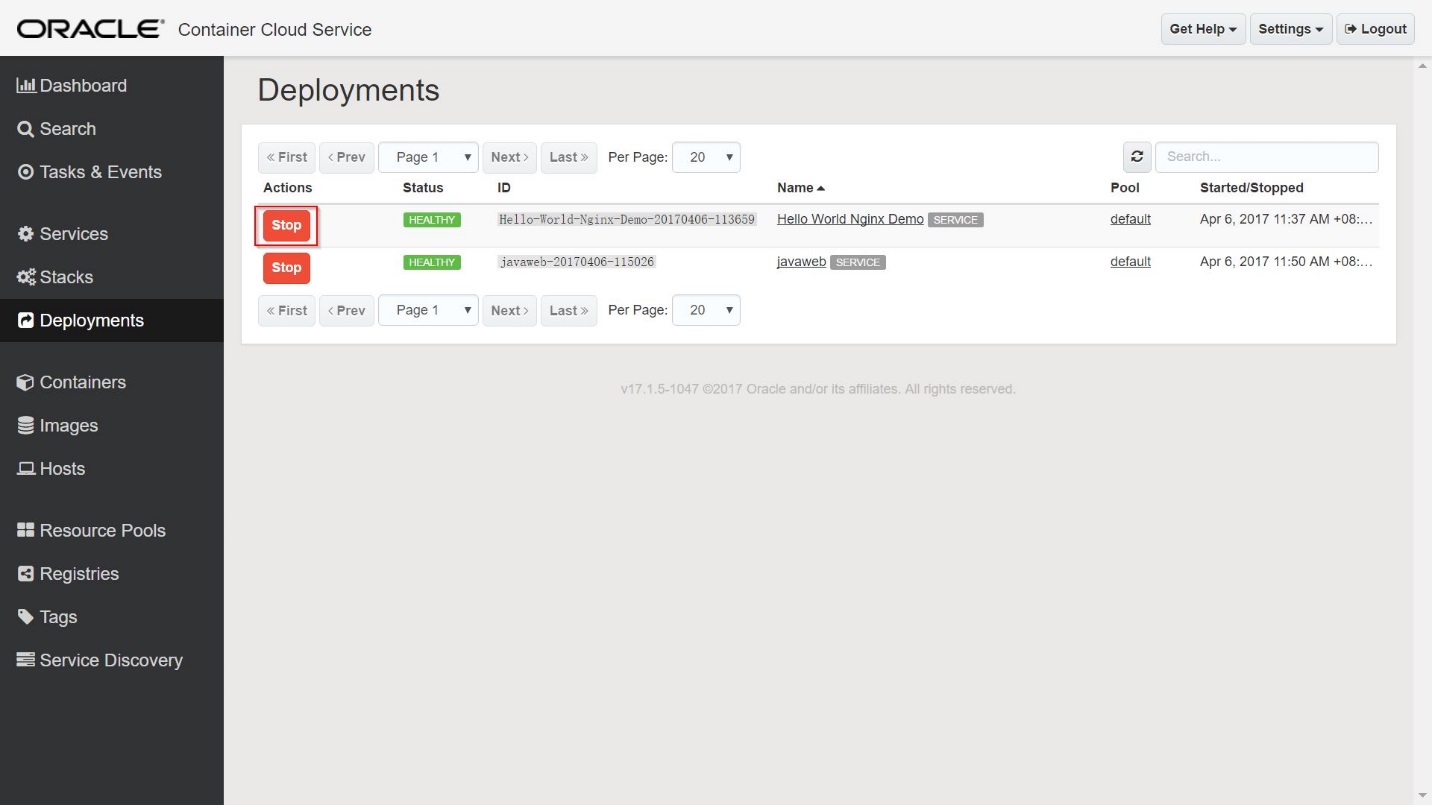 ORACLE® Container Cloud Service
Get Help
Settings
Logout
Dashboard
Search
Tasks & Events
Services
Stacks
Deployments
Containers
Images
Hosts
Resource Pools
Registries
Tags
Service Discovery
Deployments
« First ‹ Prev Page 1 Next › Last » Per Page: 20 Search...
Actions Status ID Name Pool Started/Stopped
Stop HEALTHY Hello-World-Nginx-Demo-20170406-113659 Hello World Nginx Demo SERVICE default Apr 6, 2017 11:37 AM +08:...
Stop HEALTHY javaweb-20170406-115026 javaweb SERVICE default Apr 6, 2017 11:50 AM +08:...
« First ‹ Prev Page 1 Next › Last » Per Page: 20
v17.1.5-1047 ©2017 Oracle and/or its affiliates. All rights reserved.